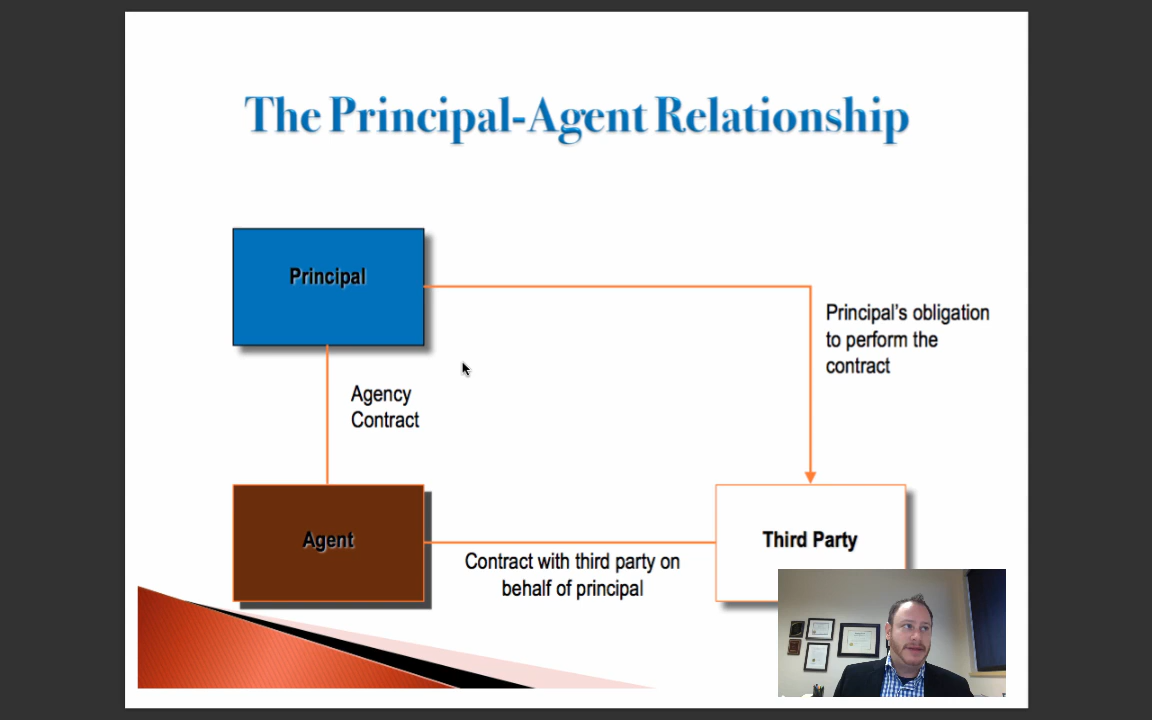 The Principal-Agent Relationship
Principal
Principal's obligation
to perform the
contract
Agency
Contract
Agent
Third Party
Contract with third party on
behalf of principal